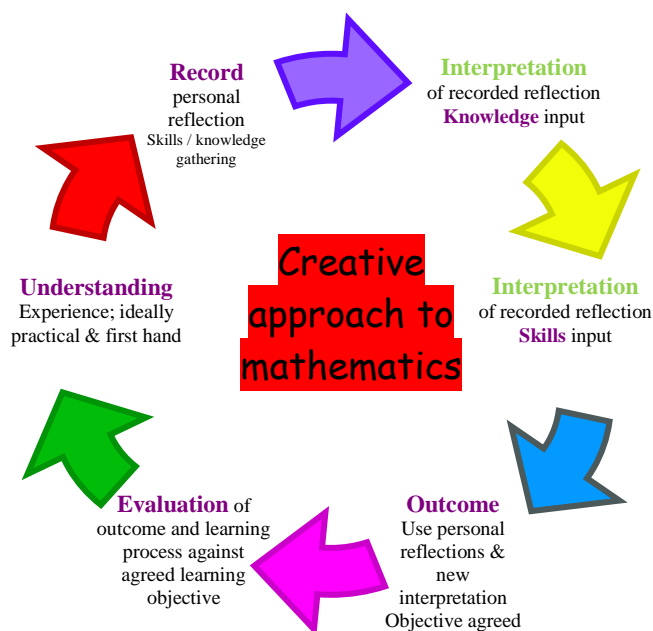 Record
personal
reflection
Skills / knowledge
gathering
Interpretation
of recorded reflection
Knowledge input
Interpretation
of recorded reflection
Skills input
Outcome
Use personal
reflections &
new
interpretation
Objective agreed
Evaluation of
outcome and learning
process against
agreed learning
objective
Understanding
Experience; ideally
practical & first hand
Creative
approach to
mathematics